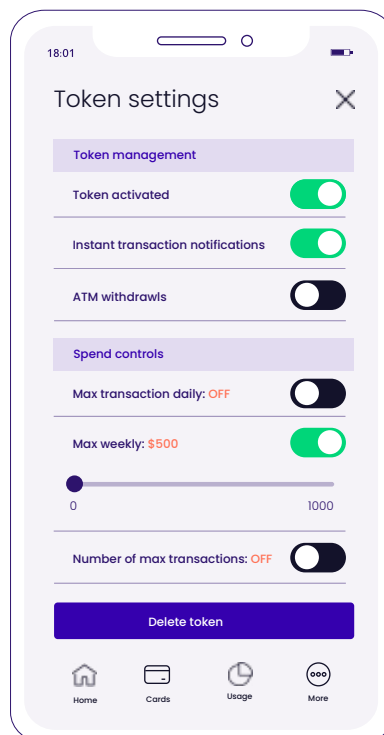 18:01
Token settings
Token management
Token activated
Instant transaction notifications
ATM withdrawls
Spend controls
Max transaction daily: OFF
Max weekly: $500
0 1000
Number of max transactions: OFF
Delete token
Home Cards Usage More